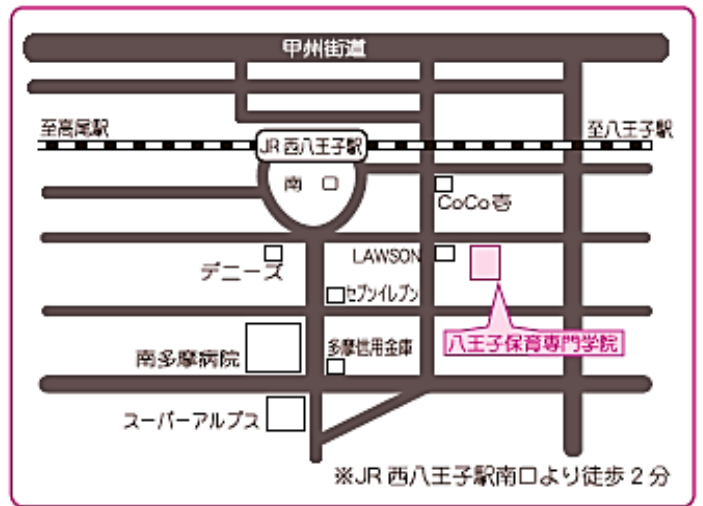 甲州街道
至高尾駅
至八王子駅
JR 西八王子駅
南 口
CoCo壱
デニーズ
LAWSON
セブンイレブン
八王子保育専門学院
南多摩病院
多摩信用金庫
スーパーアルプス
※JR 西八王子駅南口より徒歩 2 分